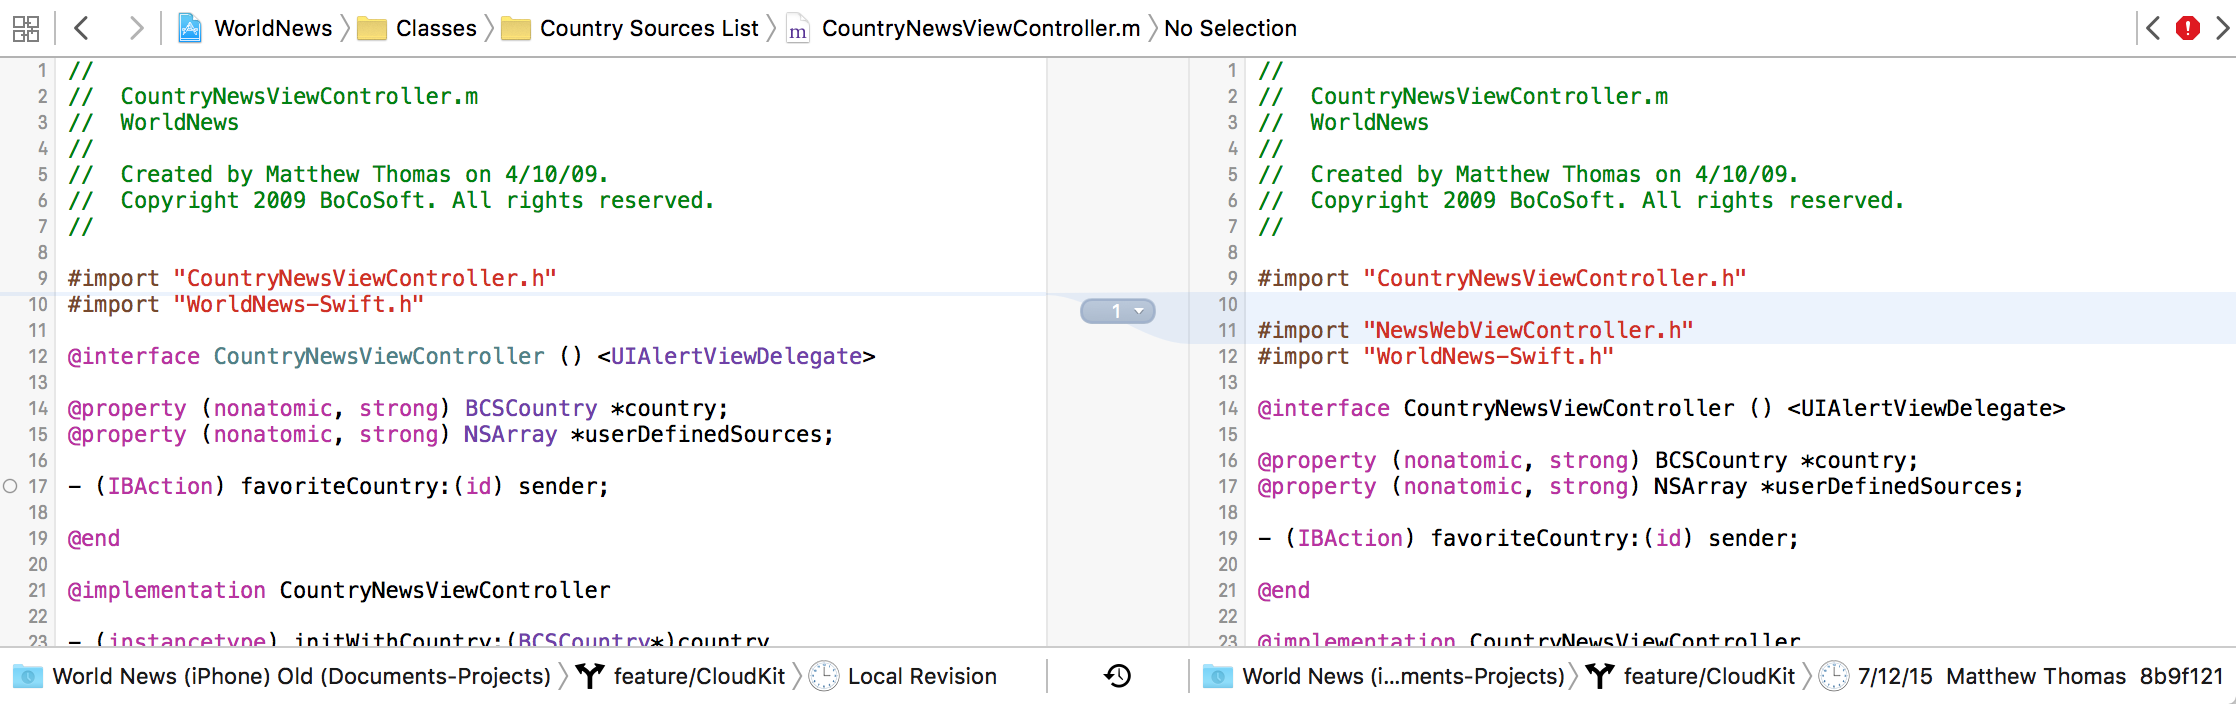 WorldNews Classes Country Sources List m CountryNewsViewController.m No Selection
1 //
2 // CountryNewsViewController.m
3 // WorldNews
4 //
5 // Created by Matthew Thomas on 4/10/09.
6 // Copyright 2009 BoCoSoft. All rights reserved.
7 //
8
9 #import "CountryNewsViewController.h"
10 #import "WorldNews-Swift.h"
11
12 @interface CountryNewsViewController () <UIAlertViewDelegate>
13
14 @property (nonatomic, strong) BCSCountry *country;
15 @property (nonatomic, strong) NSArray *userDefinedSources;
16
17 - (IBAction) favoriteCountry:(id) sender;
18
19 @end
20
21 @implementation CountryNewsViewController
22
23 - (instancetype) initWithCountry:(BCSCountry*)country
1
1 //
2 // CountryNewsViewController.m
3 // WorldNews
4 //
5 // Created by Matthew Thomas on 4/10/09.
6 // Copyright 2009 BoCoSoft. All rights reserved.
7 //
8
9 #import "CountryNewsViewController.h"
10
11 #import "NewsWebViewController.h"
12 #import "WorldNews-Swift.h"
13
14 @interface CountryNewsViewController () <UIAlertViewDelegate>
15
16 @property (nonatomic, strong) BCSCountry *country;
17 @property (nonatomic, strong) NSArray *userDefinedSources;
18
19 - (IBAction) favoriteCountry:(id) sender;
20
21 @end
22
23 @implementation CountryNewsViewController
World News (iPhone) Old (Documents-Projects) feature/CloudKit Local Revision
World News (i...ments-Projects) feature/CloudKit 7/12/15 Matthew Thomas 8b9f121